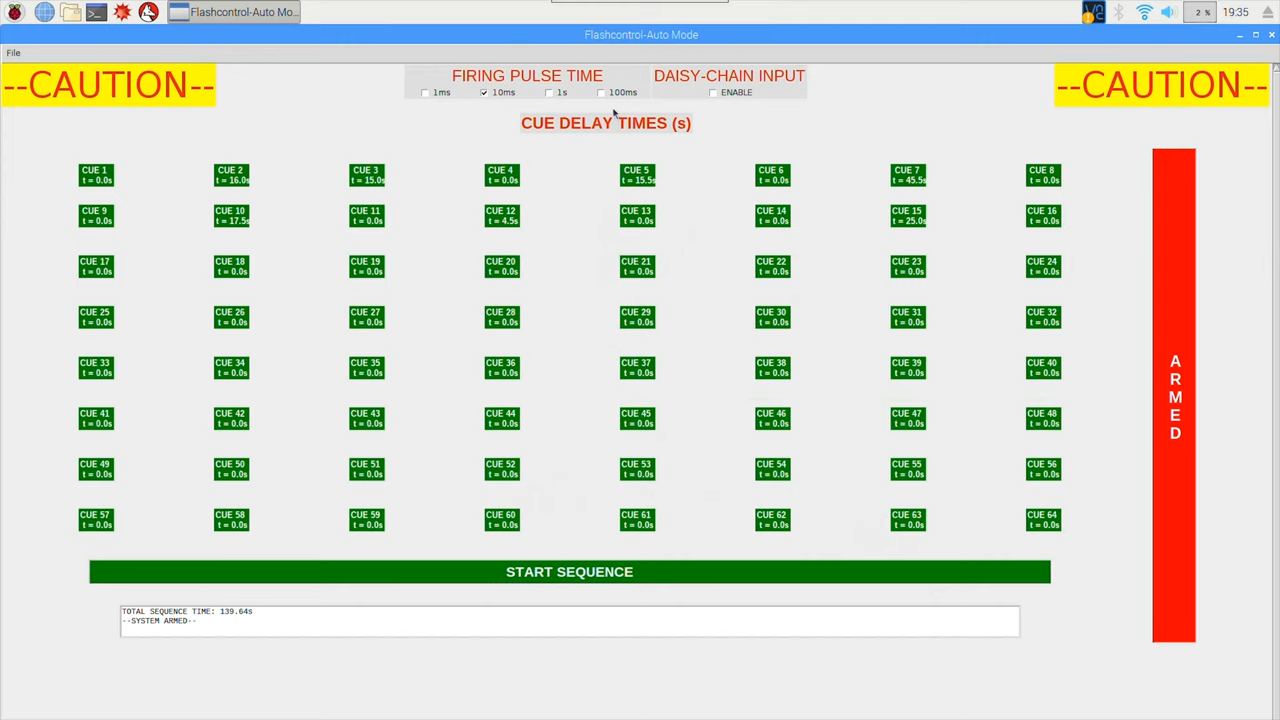 Flashcontrol-Auto Mo...
2 %
19:35
Flashcontrol-Auto Mode
File
--CAUTION--
FIRING PULSE TIME
DAISY-CHAIN INPUT
--CAUTION--
1ms 10ms 1s 100ms
ENABLE
CUE DELAY TIMES (s)
CUE 1 CUE 2 CUE 3 CUE 4 CUE 5 CUE 6 CUE 7 CUE 8
t = 0.0s t = 16.0s t = 15.0s t = 0.0s t = 15.5s t = 0.0s t = 45.5s t = 0.0s
CUE 9 CUE 10 CUE 11 CUE 12 CUE 13 CUE 14 CUE 15 CUE 16
t = 0.0s t = 17.5s t = 0.0s t = 4.5s t = 0.0s t = 0.0s t = 25.0s t = 0.0s
CUE 17 CUE 18 CUE 19 CUE 20 CUE 21 CUE 22 CUE 23 CUE 24
t = 0.0s t = 0.0s t = 0.0s t = 0.0s t = 0.0s t = 0.0s t = 0.0s t = 0.0s
CUE 25 CUE 26 CUE 27 CUE 28 CUE 29 CUE 30 CUE 31 CUE 32
t = 0.0s t = 0.0s t = 0.0s t = 0.0s t = 0.0s t = 0.0s t = 0.0s t = 0.0s
CUE 33 CUE 34 CUE 35 CUE 36 CUE 37 CUE 38 CUE 39 CUE 40
t = 0.0s t = 0.0s t = 0.0s t = 0.0s t = 0.0s t = 0.0s t = 0.0s t = 0.0s
CUE 41 CUE 42 CUE 43 CUE 44 CUE 45 CUE 46 CUE 47 CUE 48
t = 0.0s t = 0.0s t = 0.0s t = 0.0s t = 0.0s t = 0.0s t = 0.0s t = 0.0s
CUE 49 CUE 50 CUE 51 CUE 52 CUE 53 CUE 54 CUE 55 CUE 56
t = 0.0s t = 0.0s t = 0.0s t = 0.0s t = 0.0s t = 0.0s t = 0.0s t = 0.0s
CUE 57 CUE 58 CUE 59 CUE 60 CUE 61 CUE 62 CUE 63 CUE 64
t = 0.0s t = 0.0s t = 0.0s t = 0.0s t = 0.0s t = 0.0s t = 0.0s t = 0.0s
ARMED
START SEQUENCE
TOTAL SEQUENCE TIME: 139.64s
--SYSTEM ARMED--